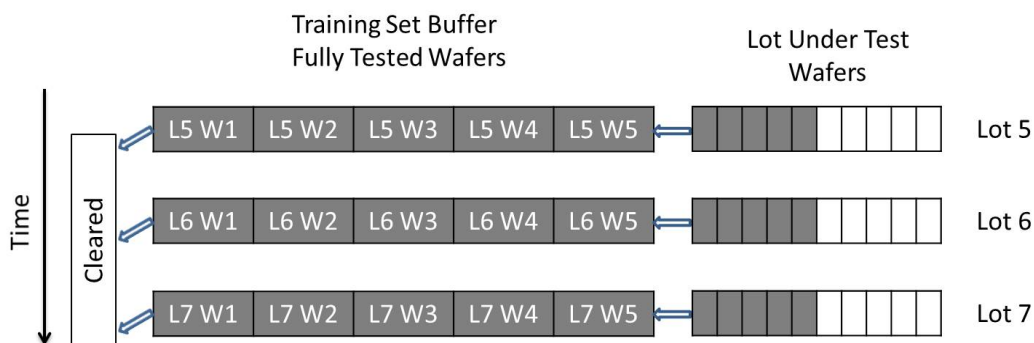 Training Set Buffer
Fully Tested Wafers
Lot Under Test
Wafers
Time
Cleared
L5 W1 L5 W2 L5 W3 L5 W4 L5 W5 Lot 5
L6 W1 L6 W2 L6 W3 L6 W4 L6 W5 Lot 6
L7 W1 L7 W2 L7 W3 L7 W4 L7 W5 Lot 7